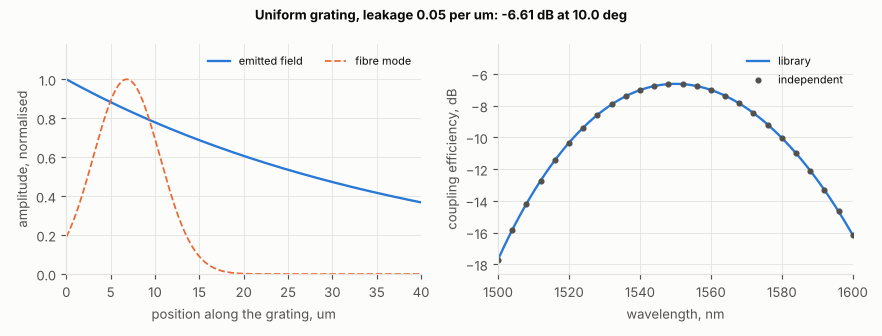 Uniform grating, leakage 0.05 per um: -6.61 dB at 10.0 deg
emitted field
fibre mode
amplitude, normalised
1.0
0.8
0.6
0.4
0.2
0.0
0 5 10 15 20 25 30 35 40
position along the grating, um
library
independent
coupling efficiency, dB
−6
−8
−10
−12
−14
−16
−18
1500 1520 1540 1560 1580 1600
wavelength, nm